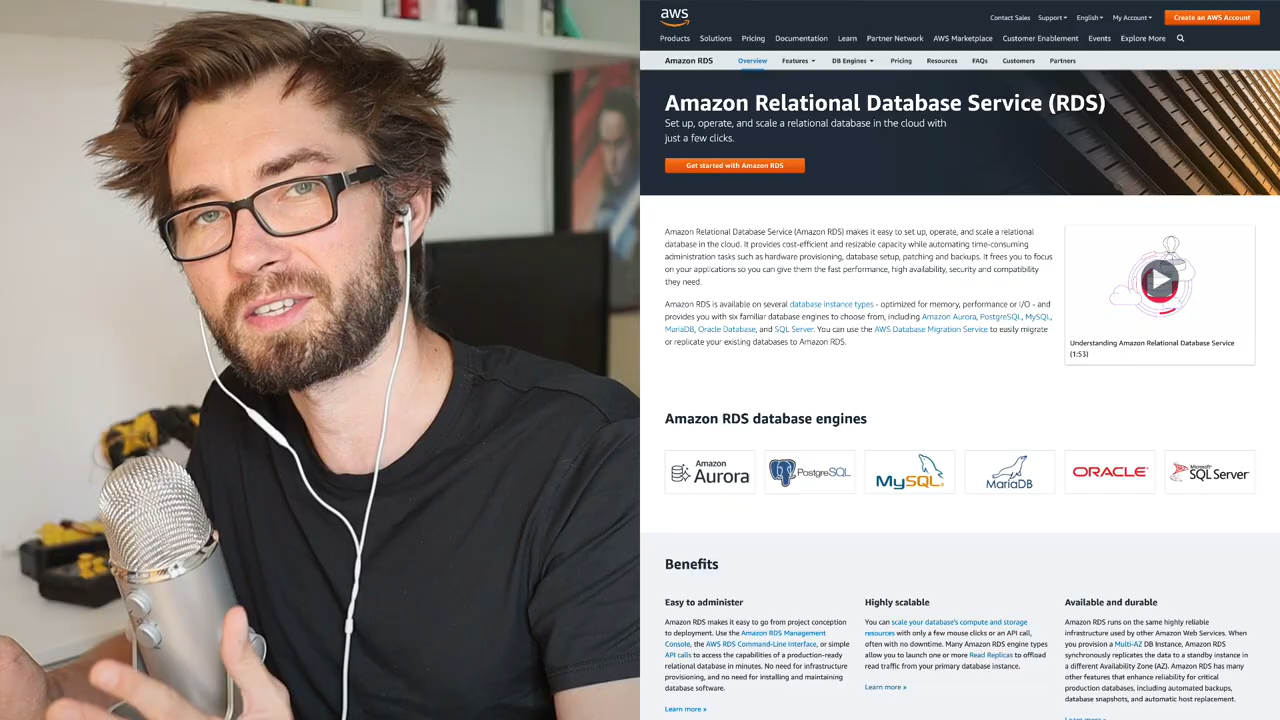 aws
Contact Sales Support English My Account Create an AWS Account
Products Solutions Pricing Documentation Learn Partner Network AWS Marketplace Customer Enablement Events Explore More
Amazon RDS Overview Features DB Engines Pricing Resources FAQs Customers Partners
Amazon Relational Database Service (RDS)
Set up, operate, and scale a relational database in the cloud with
just a few clicks.
Get started with Amazon RDS
Amazon Relational Database Service (Amazon RDS) makes it easy to set up, operate, and scale a relational
database in the cloud. It provides cost-efficient and resizable capacity while automating time-consuming
administration tasks such as hardware provisioning, database setup, patching and backups. It frees you to focus
on your applications so you can give them the fast performance, high availability, security and compatibility
they need.
Amazon RDS is available on several database instance types - optimized for memory, performance or I/O - and
provides you with six familiar database engines to choose from, including Amazon Aurora, PostgreSQL, MySQL,
MariaDB, Oracle Database, and SQL Server. You can use the AWS Database Migration Service to easily migrate
or replicate your existing databases to Amazon RDS.
Understanding Amazon Relational Database Service
(1:53)
Amazon RDS database engines
Amazon
Aurora
PostgreSQL
MySQL
MariaDB
ORACLE
Microsoft
SQL Server
Benefits
Easy to administer
Amazon RDS makes it easy to go from project conception
to deployment. Use the Amazon RDS Management
Console, the AWS RDS Command-Line Interface, or simple
API calls to access the capabilities of a production-ready
relational database in minutes. No need for infrastructure
provisioning, and no need for installing and maintaining
database software.
Learn more »
Highly scalable
You can scale your database's compute and storage
resources with only a few mouse clicks or an API call,
often with no downtime. Many Amazon RDS engine types
allow you to launch one or more Read Replicas to offload
read traffic from your primary database instance.
Learn more »
Available and durable
Amazon RDS runs on the same highly reliable
infrastructure used by other Amazon Web Services. When
you provision a Multi-AZ DB Instance, Amazon RDS
synchronously replicates the data to a standby instance in
a different Availability Zone (AZ). Amazon RDS has many
other features that enhance reliability for critical
production databases, including automated backups,
database snapshots, and automatic host replacement.
Learn more »